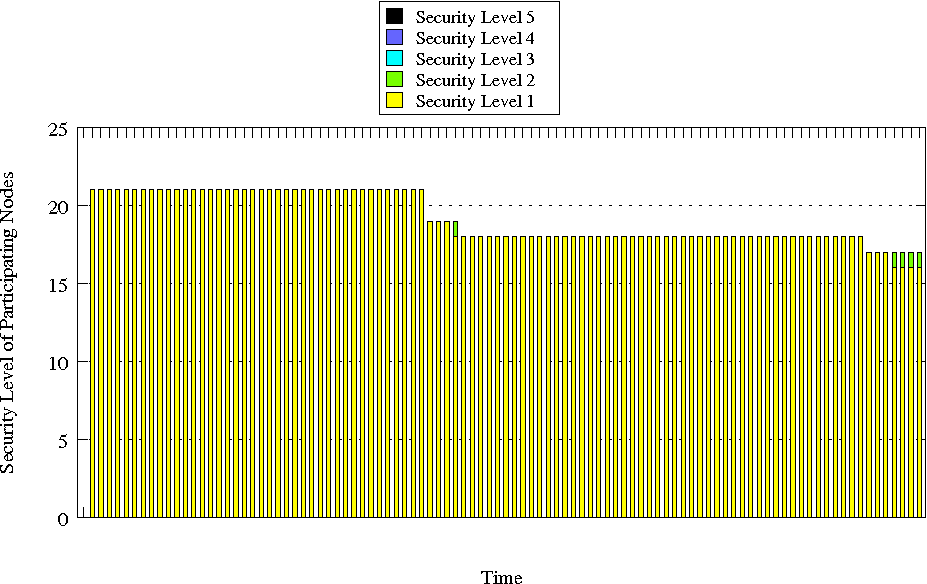 Security Level 5
Security Level 4
Security Level 3
Security Level 2
Security Level 1
25
20
15
10
5
0
Security Level of Participating Nodes
Time